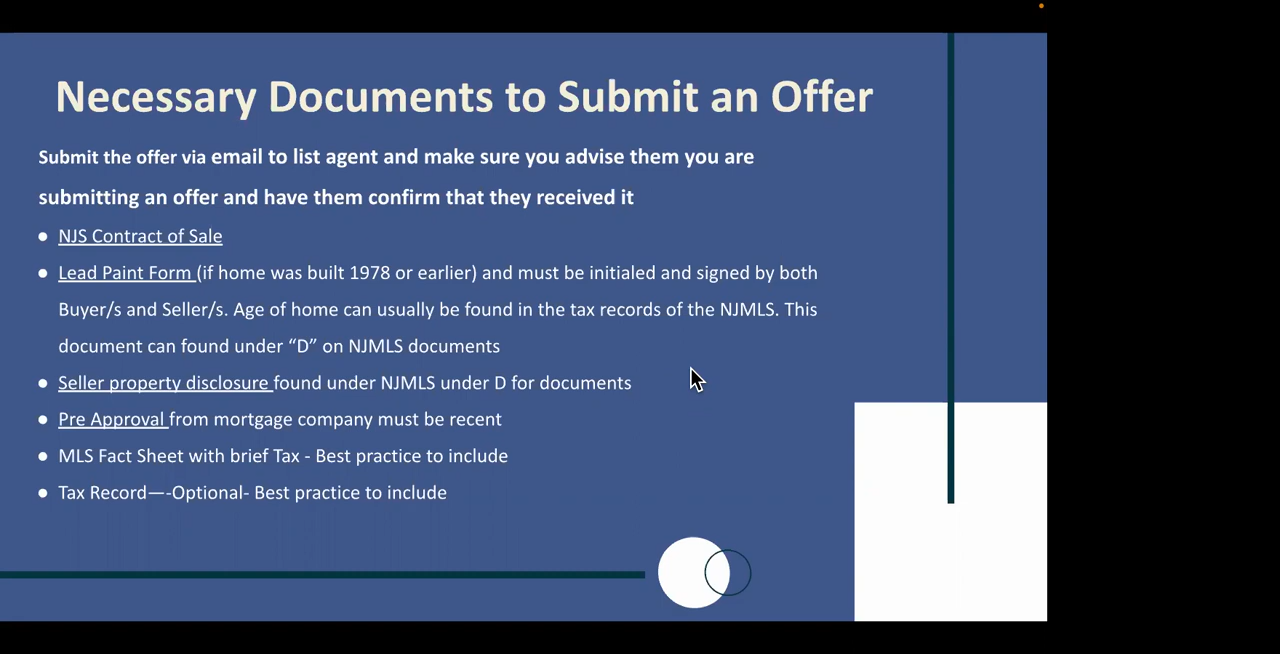 Necessary Documents to Submit an Offer
Submit the offer via email to list agent and make sure you advise them you are
submitting an offer and have them confirm that they received it
● NJS Contract of Sale
● Lead Paint Form (if home was built 1978 or earlier) and must be initialed and signed by both
Buyer/s and Seller/s. Age of home can usually be found in the tax records of the NJMLS. This
document can found under “D” on NJMLS documents
● Seller property disclosure found under NJMLS under D for documents
● Pre Approval from mortgage company must be recent
● MLS Fact Sheet with brief Tax - Best practice to include
● Tax Record—-Optional- Best practice to include